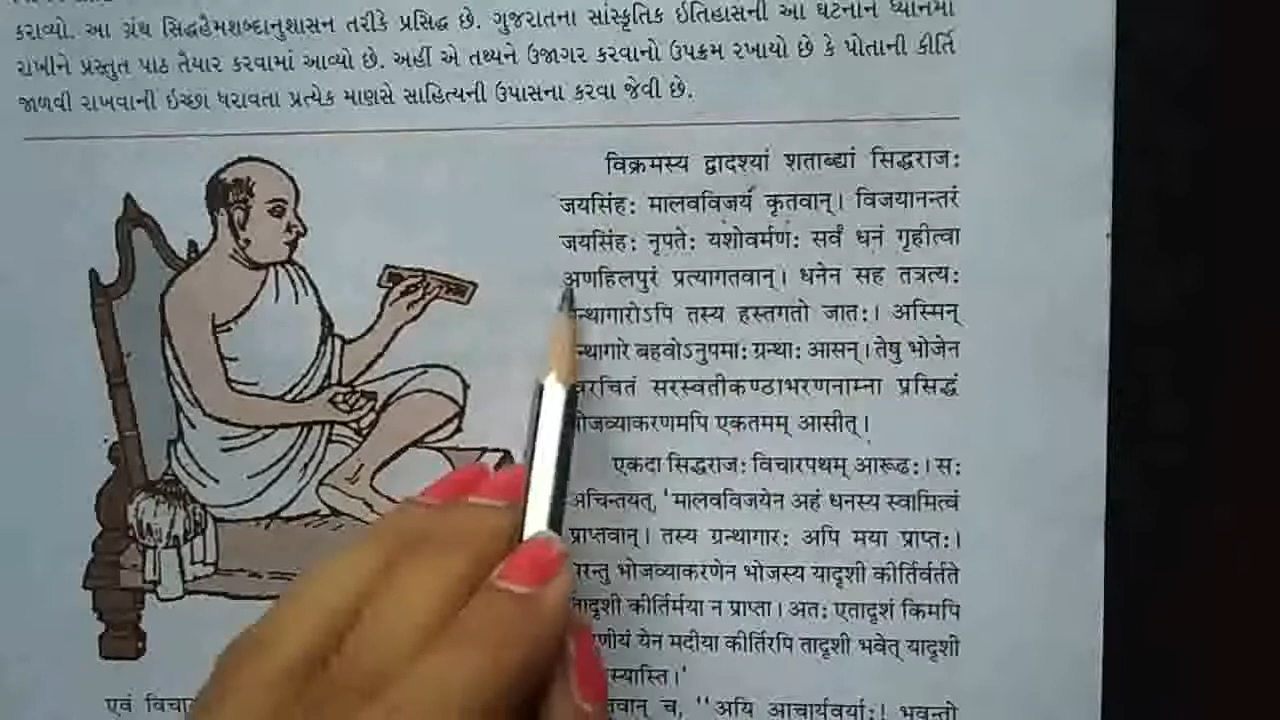 કરાવ્યો. આ ગ્રંથ સિદ્ધહેમશબ્દાનુશાસન તરીકે પ્રસિદ્ધ છે. ગુજરાતના સાંસ્કૃતિક ઇતિહાસની આ ઘટનાને ધ્યાનમાં
રાખીને પ્રસ્તુત પાઠ તૈયાર કરવામાં આવ્યો છે. અહીં એ તથ્યને ઉજાગર કરવાનો ઉપક્રમ રખાયો છે કે પોતાની કીર્તિ
જાળવી રાખવાની ઇચ્છા ધરાવતા પ્રત્યેક માણસે સાહિત્યની ઉપાસના કરવા જેવી છે.
विक्रमस्य द्वादश्यां शताब्द्यां सिद्धराजः
जयसिंहः मालवविजयं कृतवान्। विजयानन्तरं
जयसिंहः नृपतेः यशोवर्मणः सर्वं धनं गृहीत्वा
अणहिलपुरं प्रत्यागतवान्। धनेन सह तत्रत्यः
न्थागारोऽपि तस्य हस्तगतो जातः। अस्मिन्
न्थागारे बहवोऽनुपमाः ग्रन्थाः आसन्। तेषु भोजेन
रचितं सरस्वतीकण्ठाभरणनाम्ना प्रसिद्धं
ोजव्याकरणमपि एकतमम् आसीत्।
एकदा सिद्धराजः विचारपथम् आरूढः। सः
अचिन्तयत्, 'मालवविजयेन अहं धनस्य स्वामित्वं
प्राप्तवान्। तस्य ग्रन्थागारः अपि मया प्राप्तः।
परन्तु भोजव्याकरणेन भोजस्य यादृशी कीर्तिर्वर्तते
तादृशी कीर्तिर्मया न प्राप्ता। अतः एतादृशं किमपि
णीयं येन मदीया कीर्तिरपि तादृशी भवेत् यादृशी
स्यास्ति।'
एवं विचा
वान् च, "अयि आचार्यवर्याः! भवन्तो